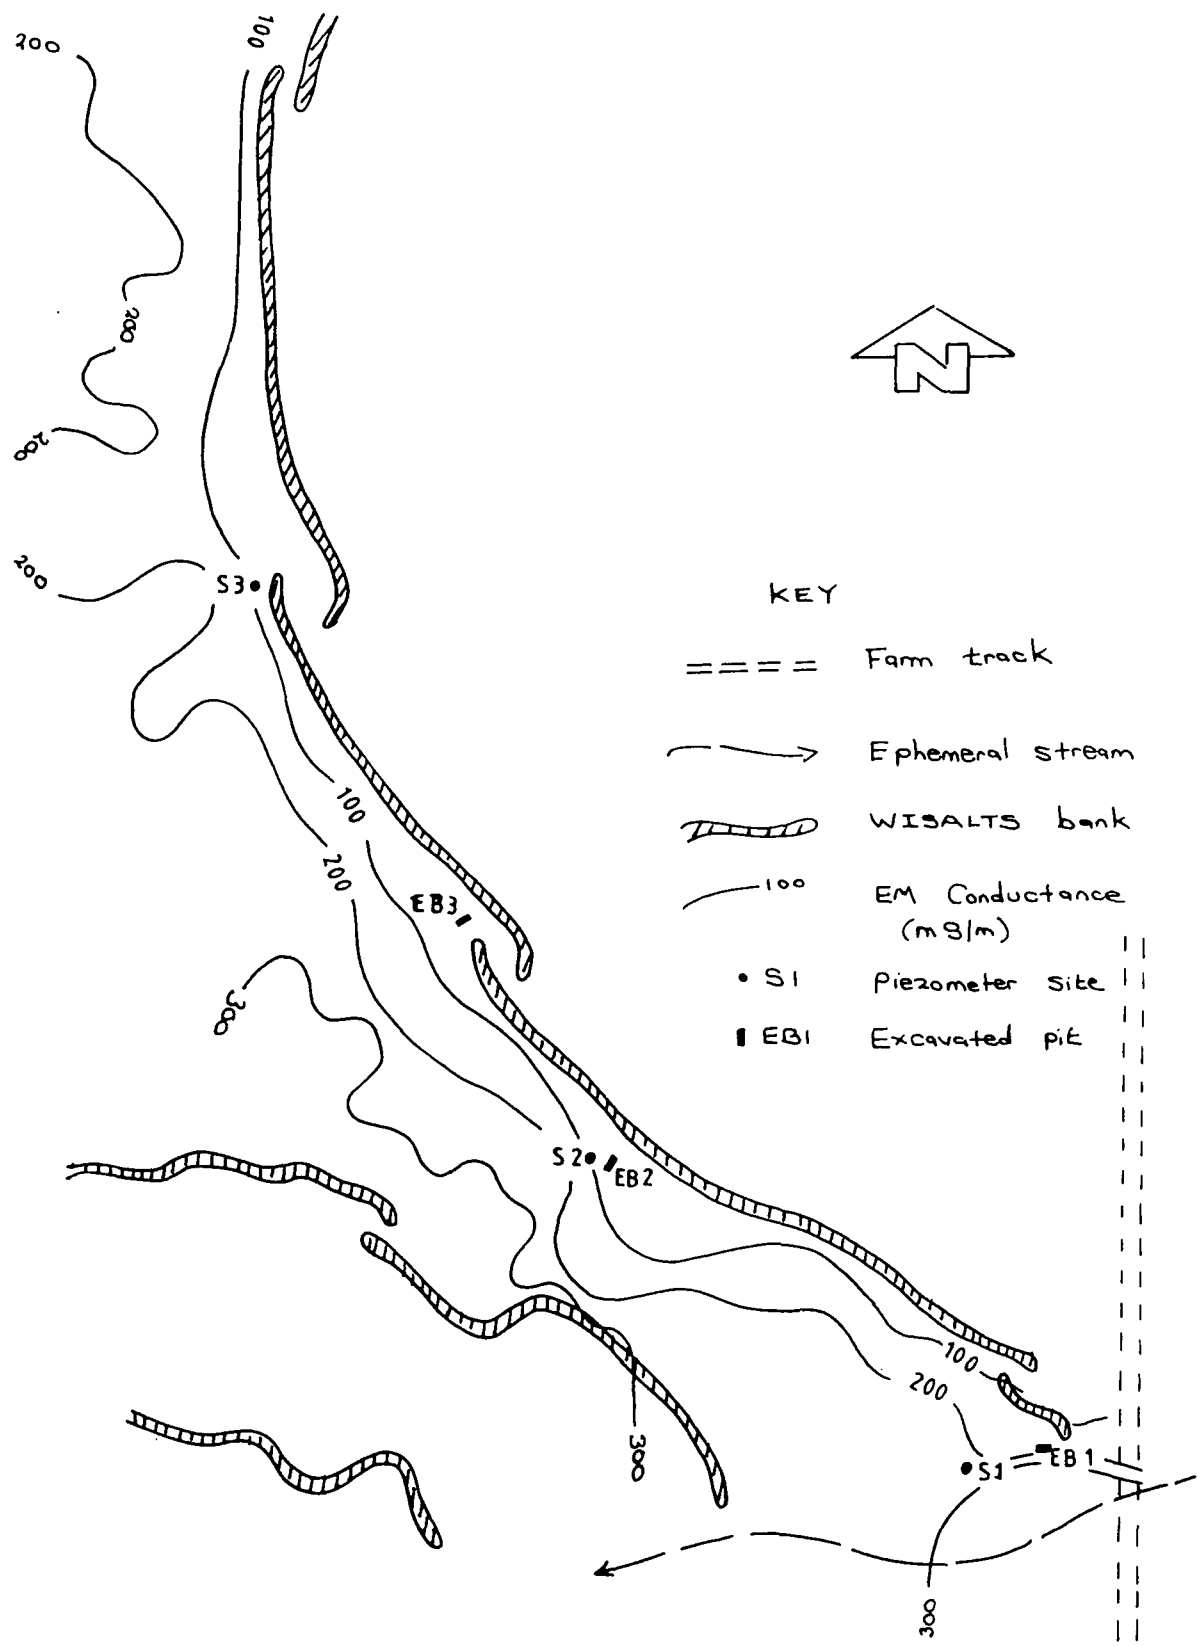 100
200
200
200
N
200
S3
KEY
Farm track
100
Ephemeral stream
WISALTS bank
200
100
EM Conductance
(mS/m)
EB3
S1
Piezometer site
300
EB1
Excavated pit
S2
EB2
100
200
300
S1
EB1
300